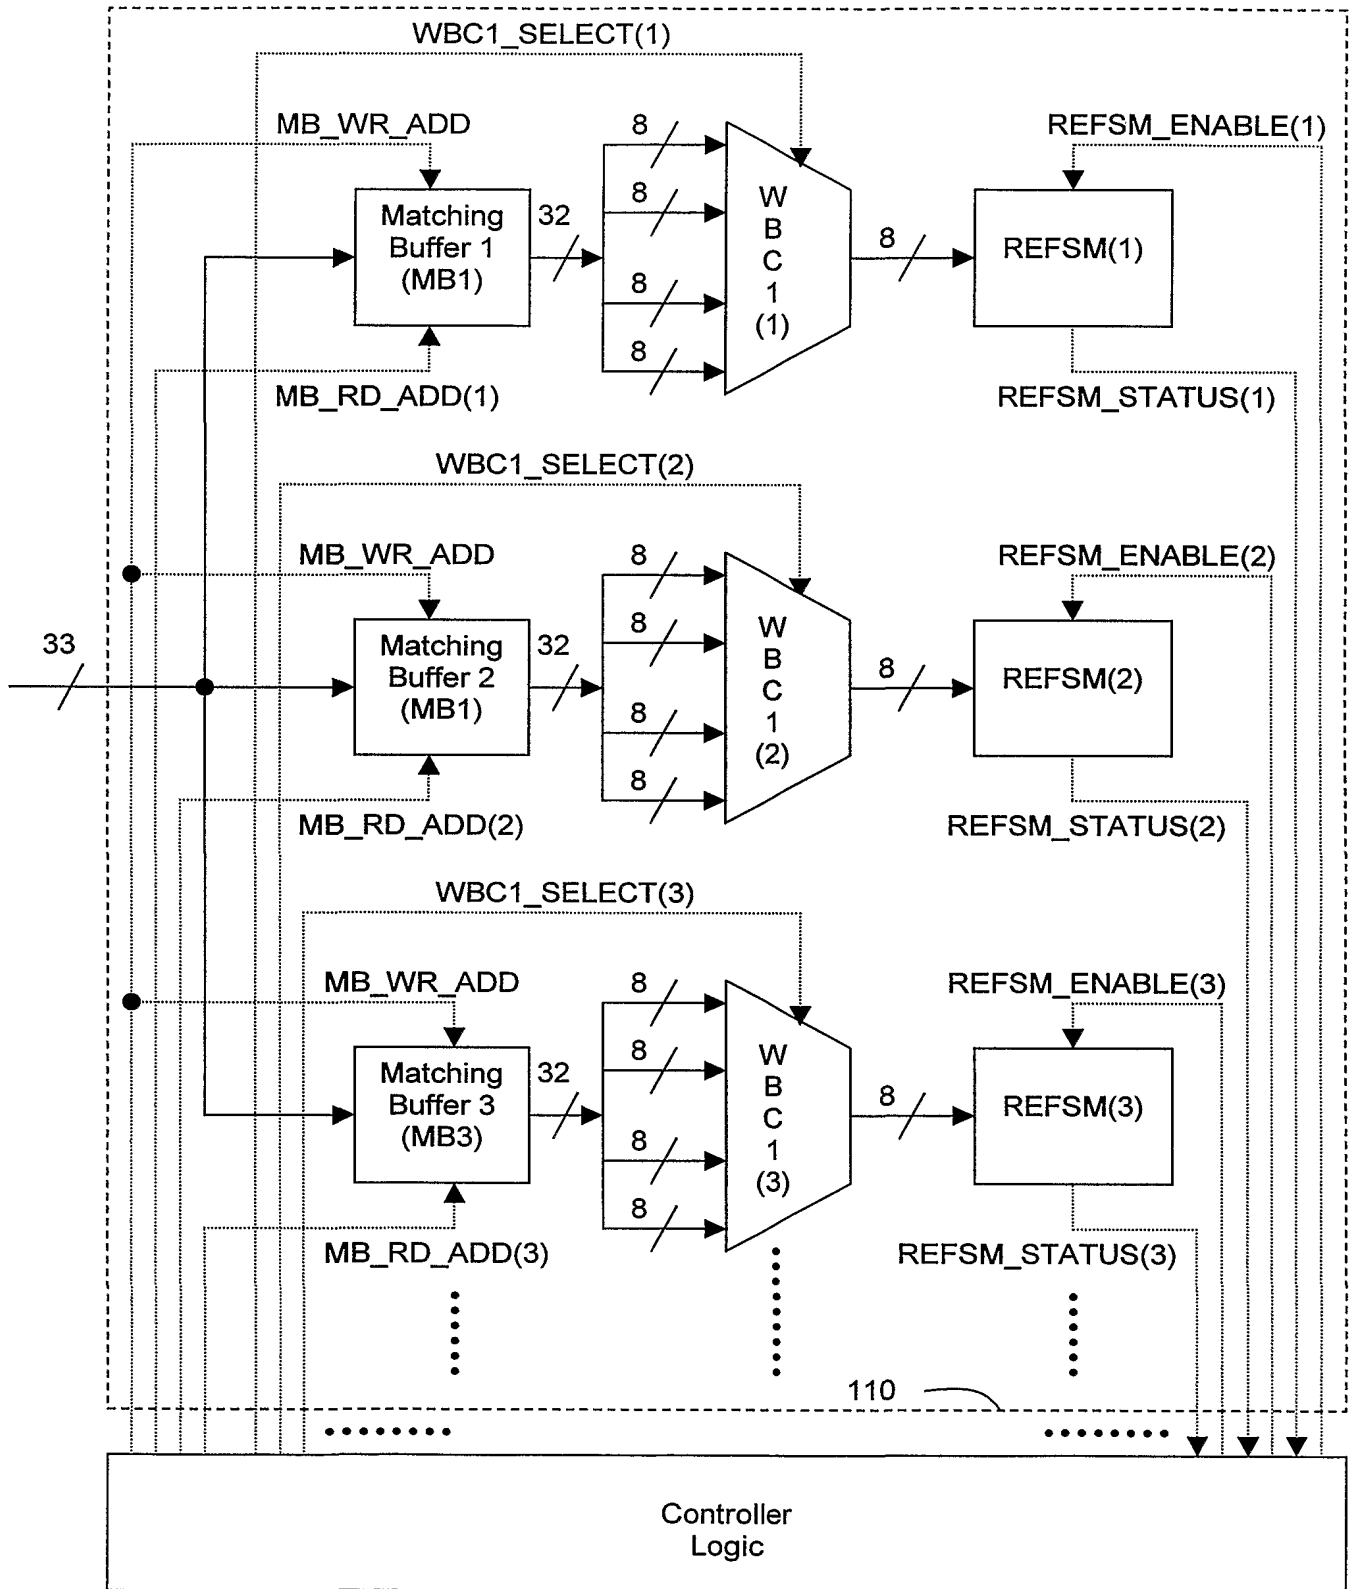 WBC1_SELECT(1)
MB_WR_ADD
8
REFSM_ENABLE(1)
Matching
Buffer 1
(MB1)
32
8
8
8
W
B
C
1
(1)
8
REFSM(1)
MB_RD_ADD(1)
REFSM_STATUS(1)
WBC1_SELECT(2)
MB_WR_ADD
8
REFSM_ENABLE(2)
33
Matching
Buffer 2
(MB1)
32
8
8
8
W
B
C
1
(2)
8
REFSM(2)
MB_RD_ADD(2)
REFSM_STATUS(2)
WBC1_SELECT(3)
MB_WR_ADD
8
REFSM_ENABLE(3)
Matching
Buffer 3
(MB3)
32
8
8
8
W
B
C
1
(3)
8
REFSM(3)
MB_RD_ADD(3)
REFSM_STATUS(3)
110
Controller
Logic